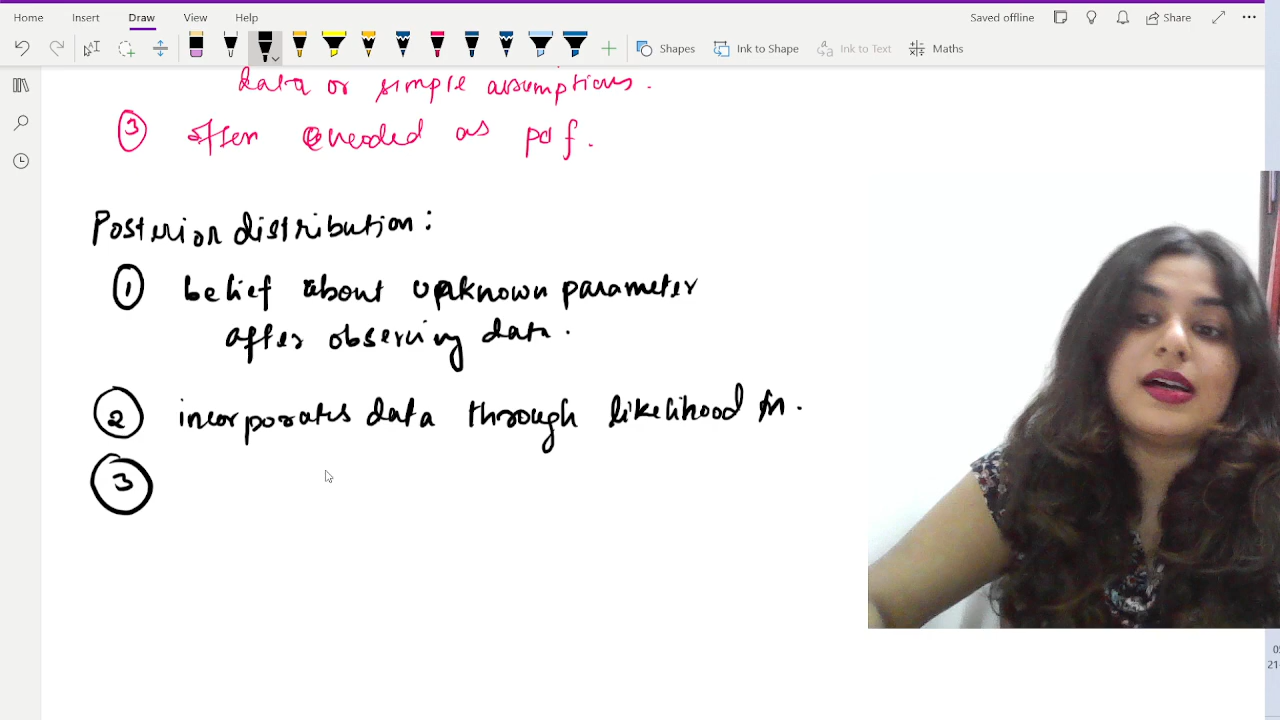 Home Insert Draw View Help Saved offline Share
Shapes Ink to Shape Ink to Text Maths
data or simple assumptions.
③ often encoded as pdf.
Posterior distribution:
① belief about unknown parameter
after observing data.
② incorporates data through likelihood fn.
③
05
21-